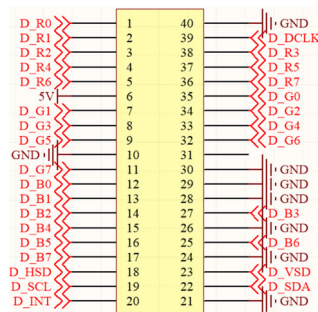 D_R0 1 40 GND
D_R1 2 39 D_DCLK
D_R2 3 38 D_R3
D_R4 4 37 D_R5
D_R6 5 36 D_R7
5V 6 35 D_G0
D_G1 7 34 D_G2
D_G3 8 33 D_G4
D_G5 9 32 D_G6
GND 10 31
D_G7 11 30 GND
D_B0 12 29 GND
D_B1 13 28 GND
D_B2 14 27 D_B3
D_B4 15 26 GND
D_B5 16 25 D_B6
D_B7 17 24 GND
D_HSD 18 23 D_VSD
D_SCL 19 22 D_SDA
D_INT 20 21 GND